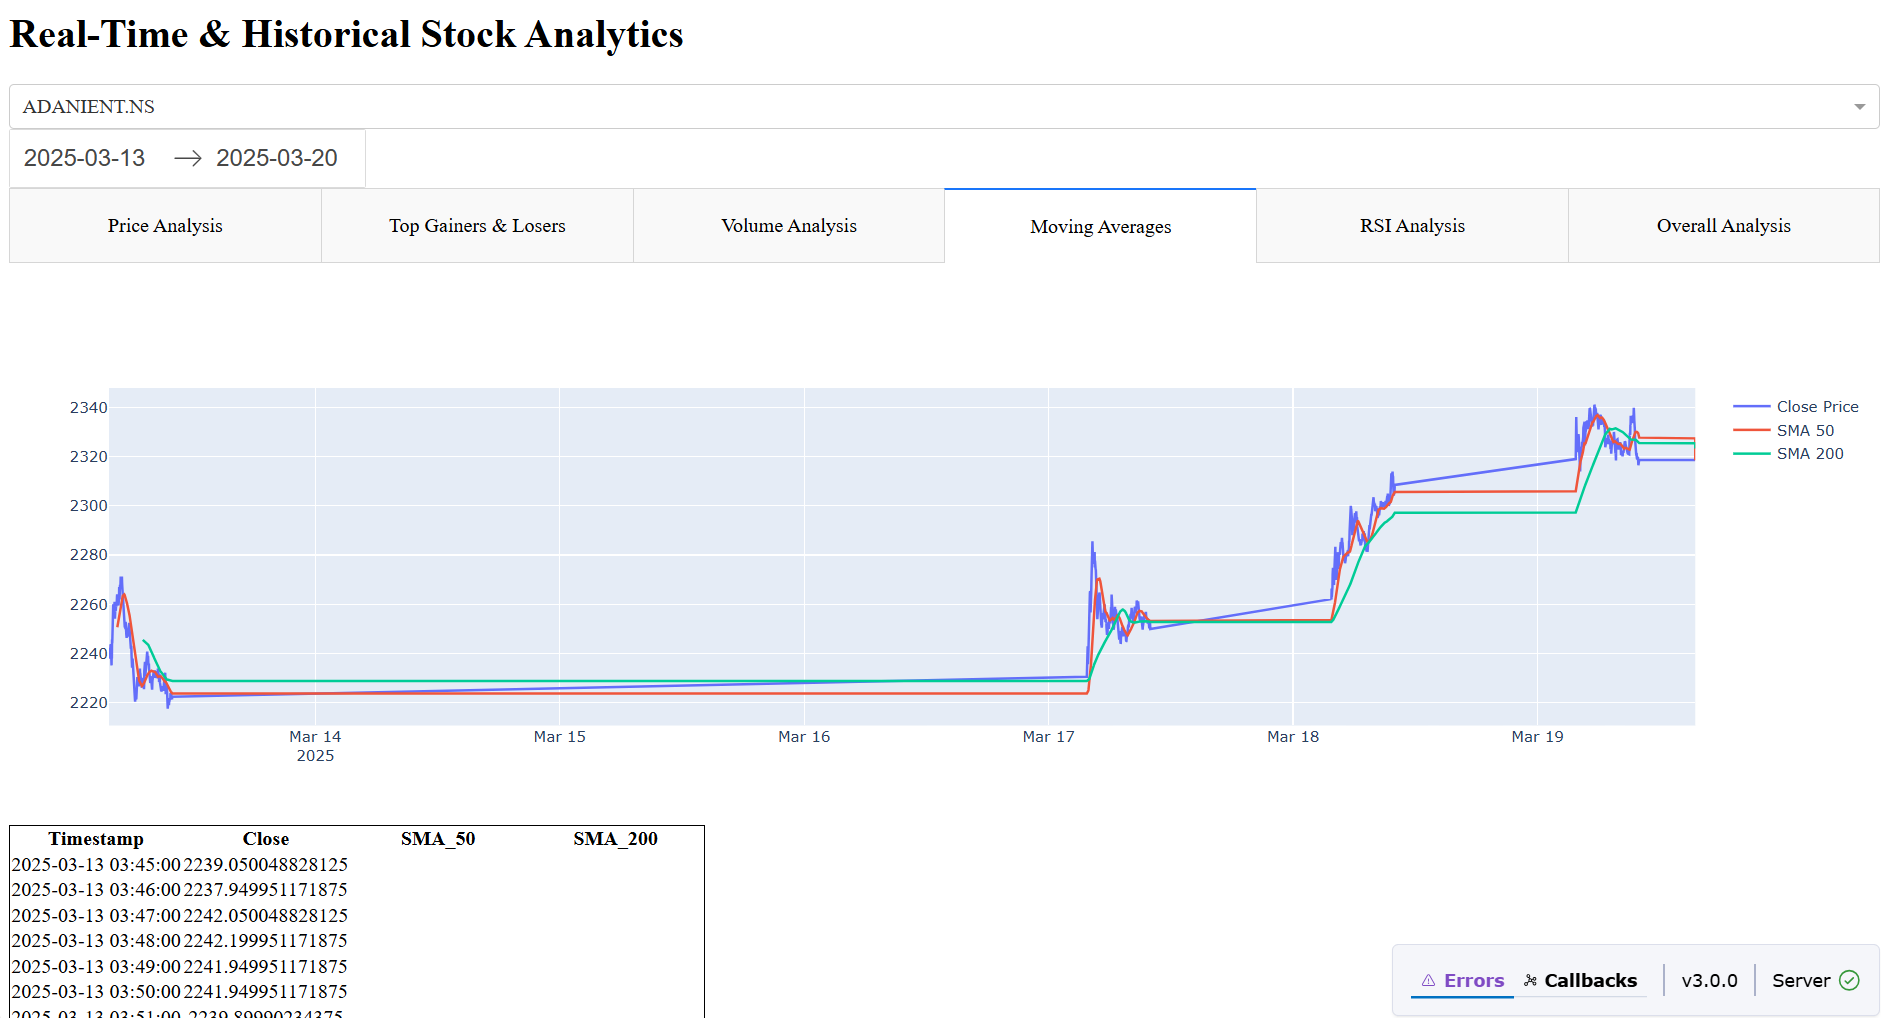 Real-Time & Historical Stock Analytics
ADANIENT.NS
2025-03-13 → 2025-03-20
Price Analysis
Top Gainers & Losers
Volume Analysis
Moving Averages
RSI Analysis
Overall Analysis
2340
2320
2300
2280
2260
2240
2220
Mar 14
2025
Mar 15
Mar 16
Mar 17
Mar 18
Mar 19
Close Price
SMA 50
SMA 200
Timestamp Close SMA_50 SMA_200
2025-03-13 03:45:00 2239.050048828125
2025-03-13 03:46:00 2237.949951171875
2025-03-13 03:47:00 2242.050048828125
2025-03-13 03:48:00 2242.199951171875
2025-03-13 03:49:00 2241.949951171875
2025-03-13 03:50:00 2241.949951171875
2025-03-13 03:51:00 2239.89990234375
Errors Callbacks v3.0.0 Server